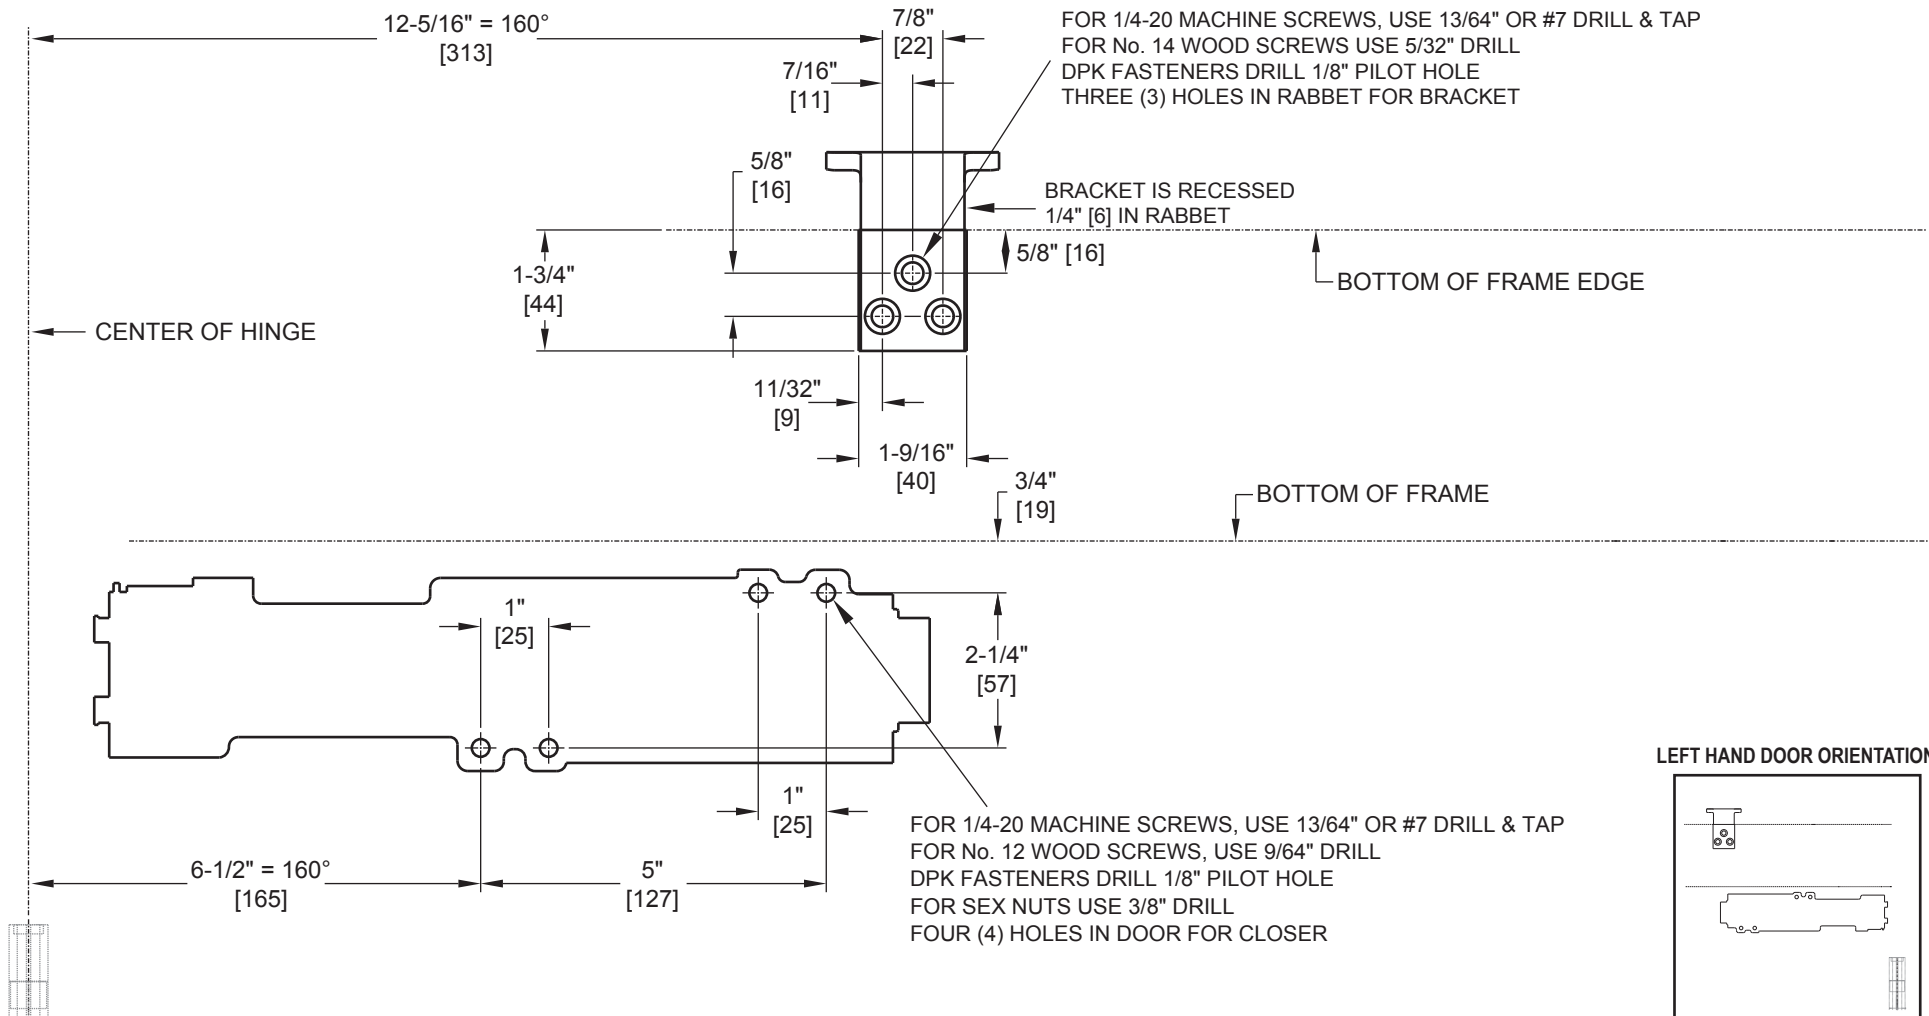 12-5/16" = 160°
[313]
7/8"
[22]
7/16"
[11]
FOR 1/4-20 MACHINE SCREWS, USE 13/64" OR #7 DRILL & TAP
FOR No. 14 WOOD SCREWS USE 5/32" DRILL
DPK FASTENERS DRILL 1/8" PILOT HOLE
THREE (3) HOLES IN RABBET FOR BRACKET
5/8"
[16]
BRACKET IS RECESSED
1/4" [6] IN RABBET
5/8" [16]
1-3/4"
[44]
BOTTOM OF FRAME EDGE
CENTER OF HINGE
11/32"
[9]
1-9/16"
[40]
3/4"
[19]
BOTTOM OF FRAME
1"
[25]
2-1/4"
[57]
1"
[25]
6-1/2" = 160°
[165]
5"
[127]
FOR 1/4-20 MACHINE SCREWS, USE 13/64" OR #7 DRILL & TAP
FOR No. 12 WOOD SCREWS, USE 9/64" DRILL
DPK FASTENERS DRILL 1/8" PILOT HOLE
FOR SEX NUTS USE 3/8" DRILL
FOUR (4) HOLES IN DOOR FOR CLOSER
LEFT HAND DOOR ORIENTATION